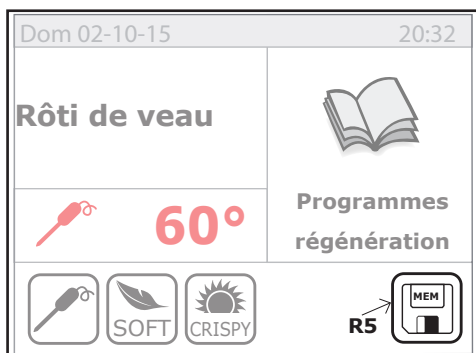 Dom 02-10-15 20:32
Rôti de veau
60°
Programmes
régénération
SOFT CRISPY
MEM
R5